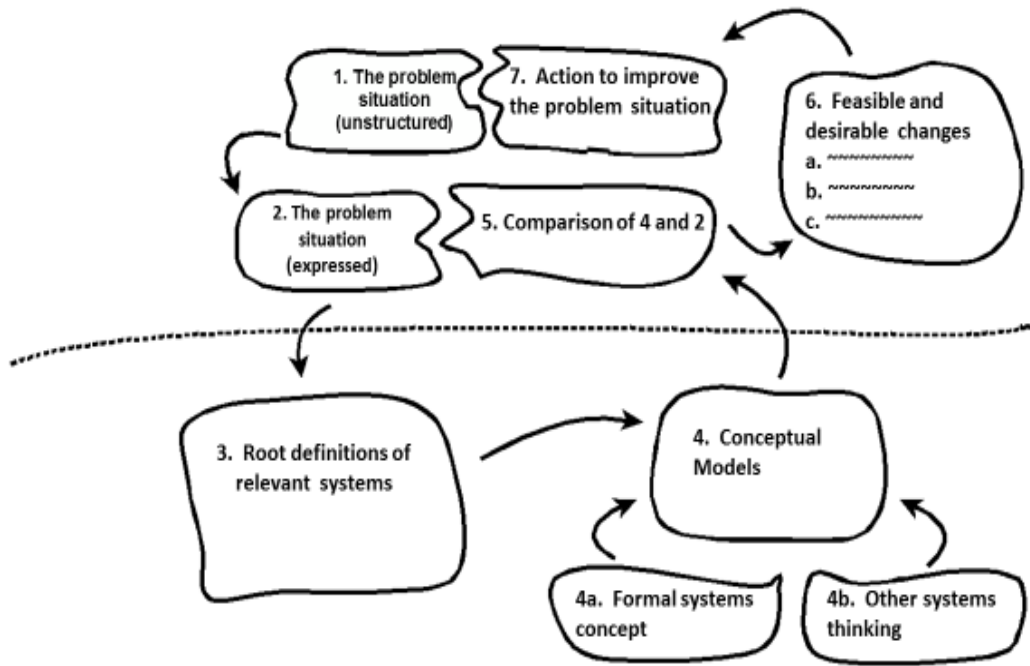 1. The problem
situation
(unstructured)
7. Action to improve
the problem situation
6. Feasible and
desirable changes
a. ~~~~~~~~~
b. ~~~~~~~~~
c. ~~~~~~~~~~
2. The problem
situation
(expressed)
5. Comparison of 4 and 2
3. Root definitions of
relevant systems
4. Conceptual
Models
4a. Formal systems
concept
4b. Other systems
thinking